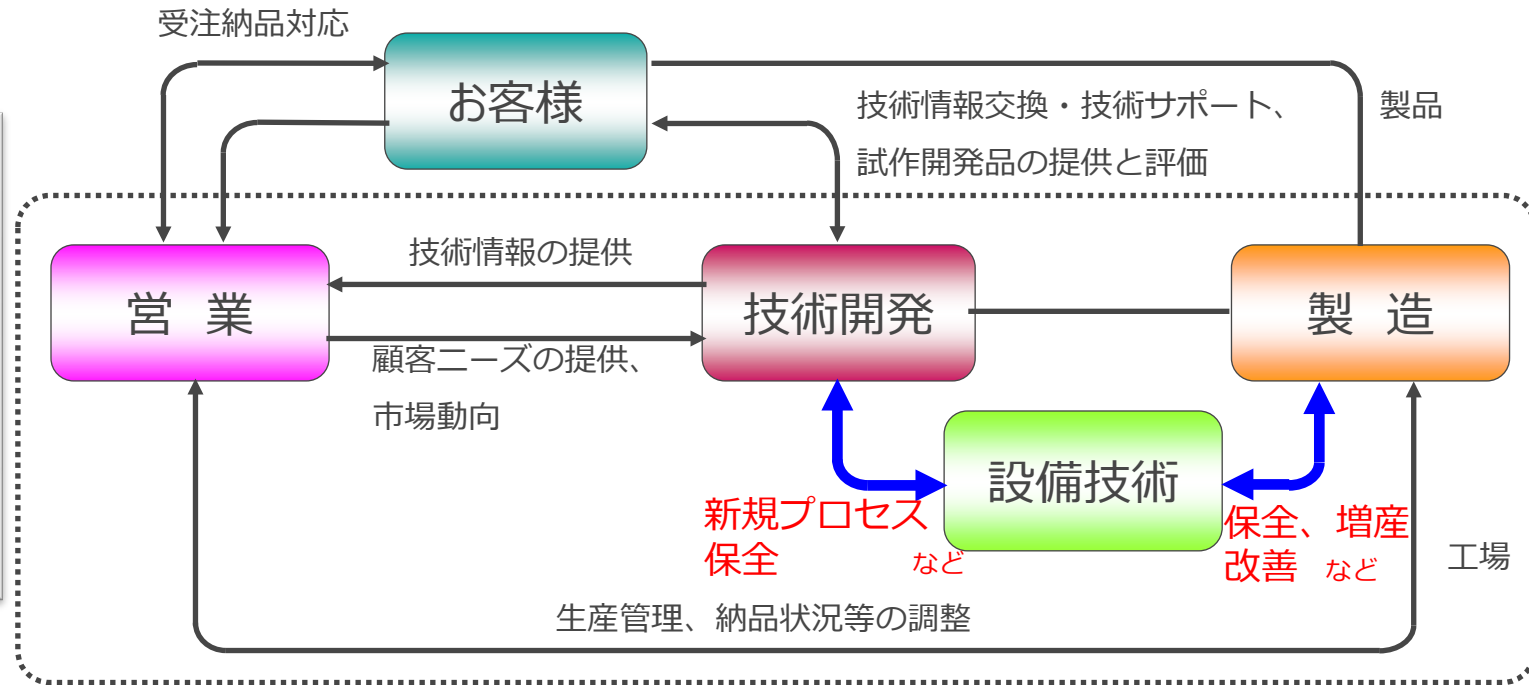 受注納品対応
お客様
技術情報交換・技術サポート、
試作開発品の提供と評価
製品
技術情報の提供
営　業
技術開発
製　造
顧客ニーズの提供、
市場動向
設備技術
新規プロセス
保全　など
保全、増産
改善　など
工場
生産管理、納品状況等の調整